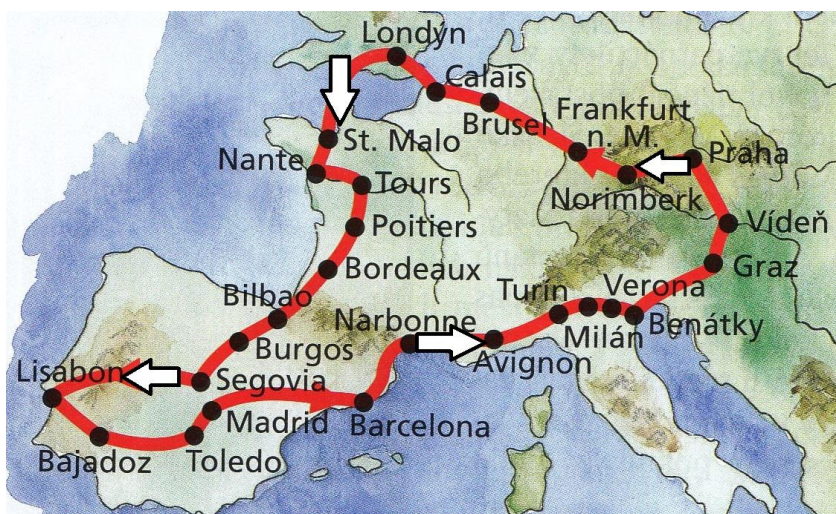 Londýn
Calais
Brusel
Frankfurt
n. M.
St. Malo
Nante
Praha
Tours
Norimberk
Poitiers
Vídeň
Bordeaux
Graz
Bilbao
Turin
Verona
Narbonne
Milán
Benátky
Burgos
Avignon
Lisabon
Segovia
Madrid
Barcelona
Bajadoz
Toledo